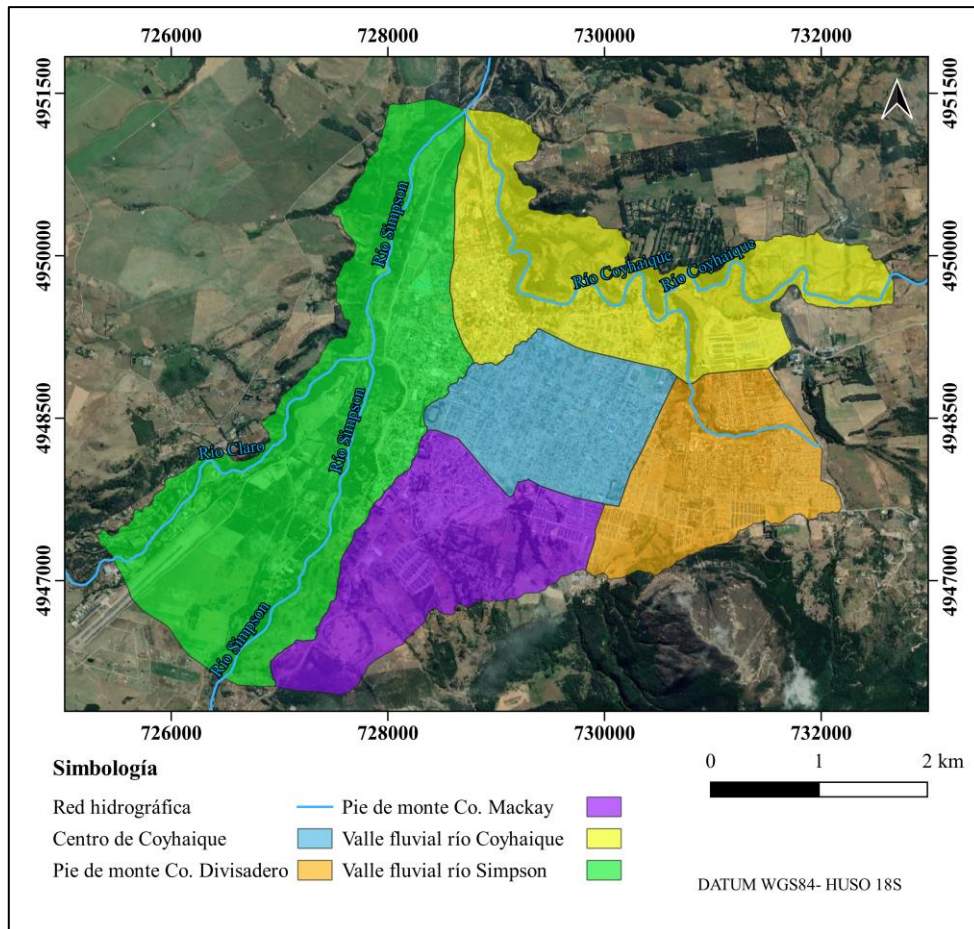 726000 728000 730000 732000
4951500 4951500
Río Simpson
Río Coyhaique Río Coyhaique
4950000 4950000
Río Simpson
4948500 4948500
Río Claro
4947000 4947000
Río Simpson
726000 728000 730000 732000
Simbología
0 1 2 km
Red hidrográfica Pie de monte Co. Mackay
Centro de Coyhaique Valle fluvial río Coyhaique
Pie de monte Co. Divisadero Valle fluvial río Simpson
DATUM WGS84- HUSO 18S